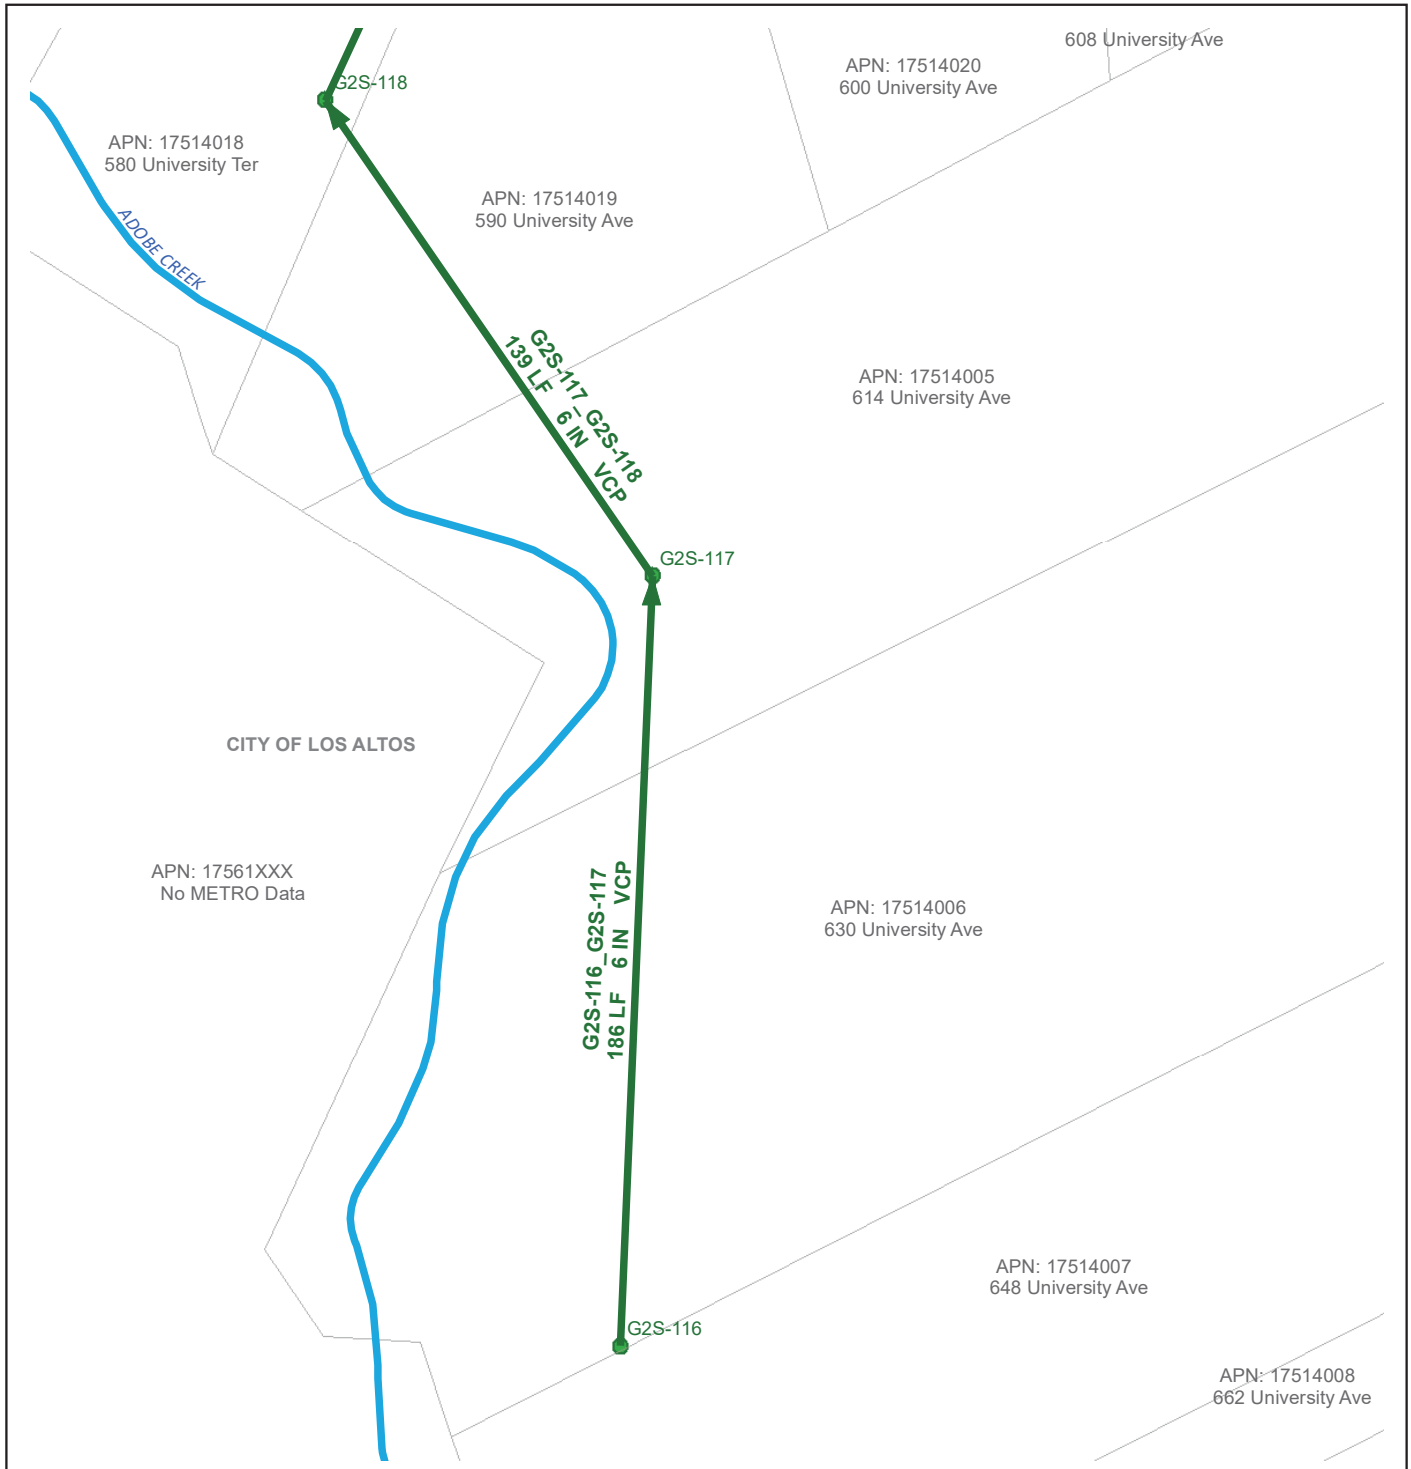 608 University Ave
APN: 17514020
600 University Ave
G2S-118
APN: 17514018
580 University Ter
APN: 17514019
590 University Ave
ADOBE CREEK
G2S-117_G2S-118
139 LF 6 IN VCP
APN: 17514005
614 University Ave
G2S-117
CITY OF LOS ALTOS
APN: 17561XXX
No METRO Data
G2S-116_G2S-117
186 LF 6 IN VCP
APN: 17514006
630 University Ave
APN: 17514007
648 University Ave
G2S-116
APN: 17514008
662 University Ave